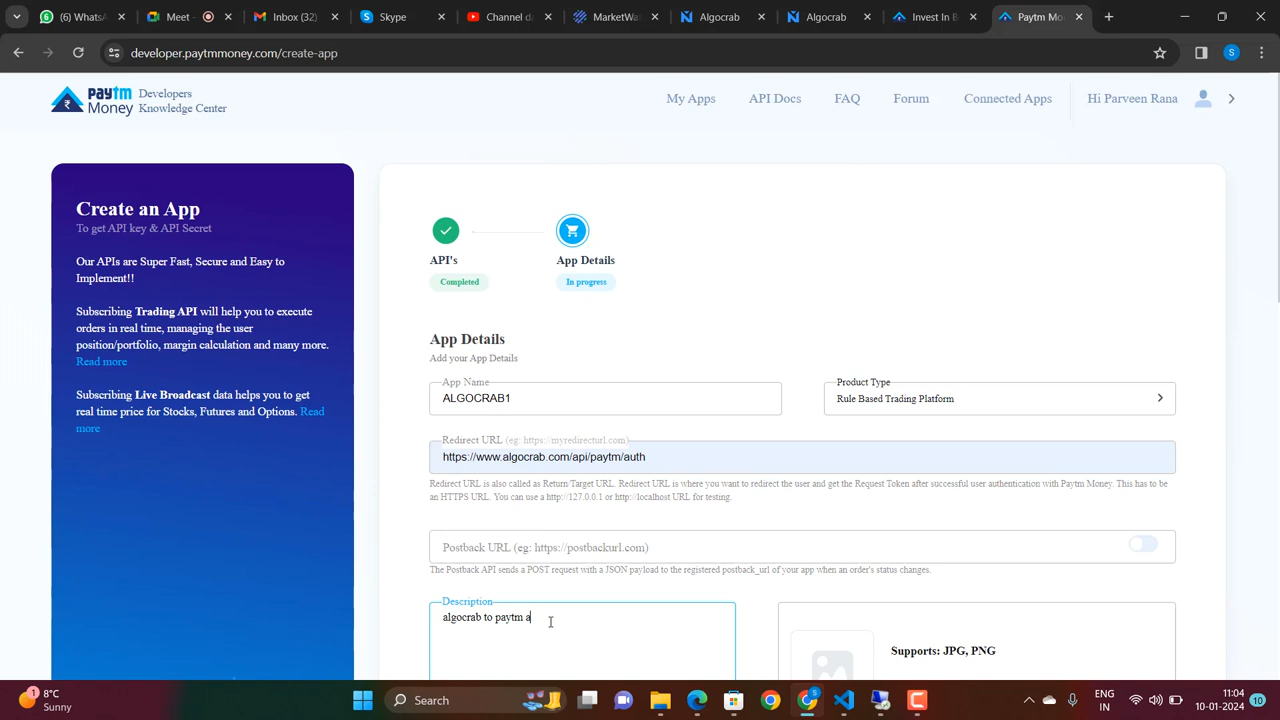 (17) WhatsA
Meet -
Inbox (32)
Skype
Channel da
MarketWa
Algocrab
Algocrab
Invest In B
Paytm Mo
developer.paytmmoney.com/create-app
S
paytm Money
Developers
Knowledge Center
My Apps
API Docs
FAQ
Forum
Connected Apps
Hi Parveen Rana
Create an App
To get API key & API Secret
Our APIs are Super Fast, Secure and Easy to
Implement!!
Subscribing Trading API will help you to execute
orders in real time, managing the user
position/portfolio, margin calculation and many more.
Read more
Subscribing Live Broadcast data helps you to get
real time price for Stocks, Futures and Options. Read
more
API's
App Details
Completed
In progress
App Details
Add your App Details
App Name
ALGOCRAB1
Product Type
Rule Based Trading Platform
Redirect URL (eg: https://myredirecturl.com)
https://www.algocrab.com/api/paytm/auth
Redirect URL is also called as Return/Target URL. Redirect URL is where you want to redirect the user and get the Request Token after successful user authentication with Paytm Money. This has to be
an HTTPS URL. You can use a http://127.0.0.1 or http://localhost URL for testing.
Postback URL (eg: https://postbackurl.com)
The Postback API sends a POST request with a JSON payload to the registered postback_url of your app when an order's status changes.
Description
algocrab to paytm a
Supports: JPG, PNG
1
8°C
Sunny
Search
S
ENG
IN
11:04
10-01-2024
10